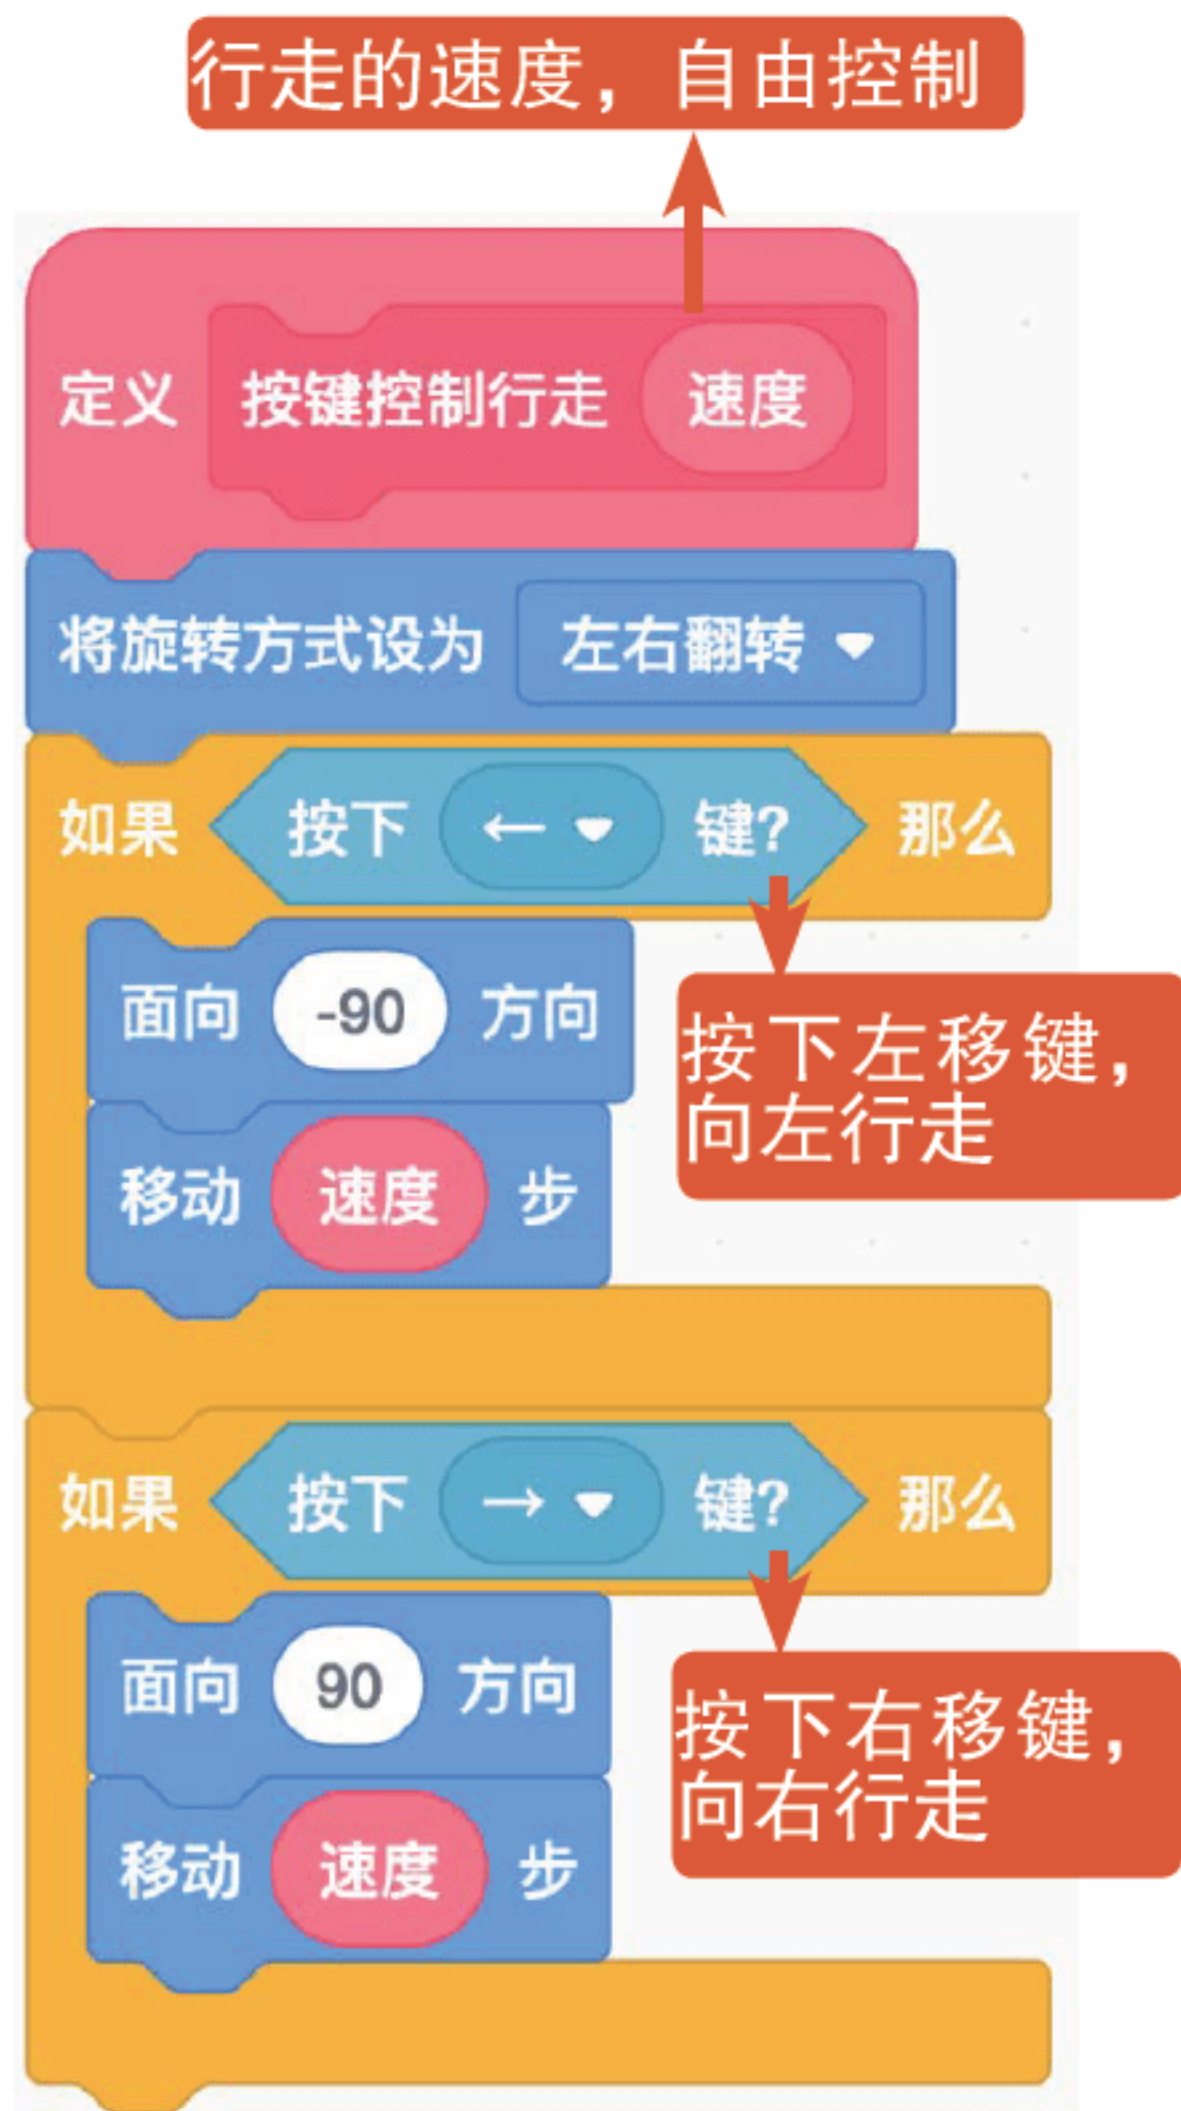 行走的速度，自由控制
定义 按键控制行走 速度
将旋转方式设为 左右翻转
如果 按下 ← 键? 那么
面向 -90 方向
按下左移键，
向左行走
移动 速度 步
如果 按下 → 键? 那么
面向 90 方向
按下右移键，
向右行走
移动 速度 步